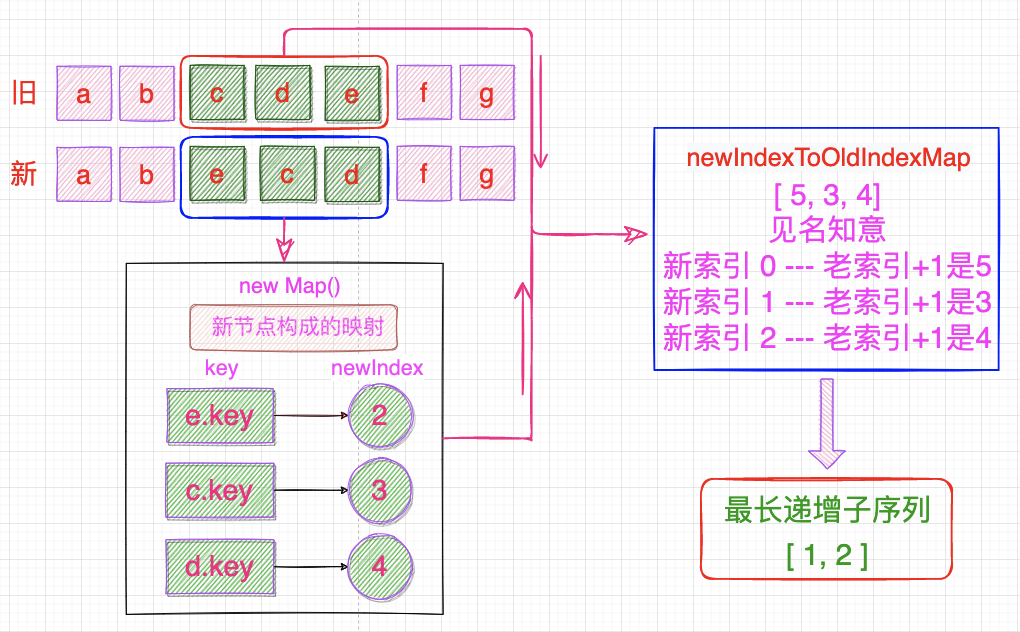 旧 a b c d e f g
新 a b e c d f g
new Map()
新节点构成的映射
key newIndex
e.key 2
c.key 3
d.key 4
newIndexToOldIndexMap
[ 5, 3, 4]
见名知意
新索引 0 --- 老索引+1是5
新索引 1 --- 老索引+1是3
新索引 2 --- 老索引+1是4
最长递增子序列
[ 1, 2 ]